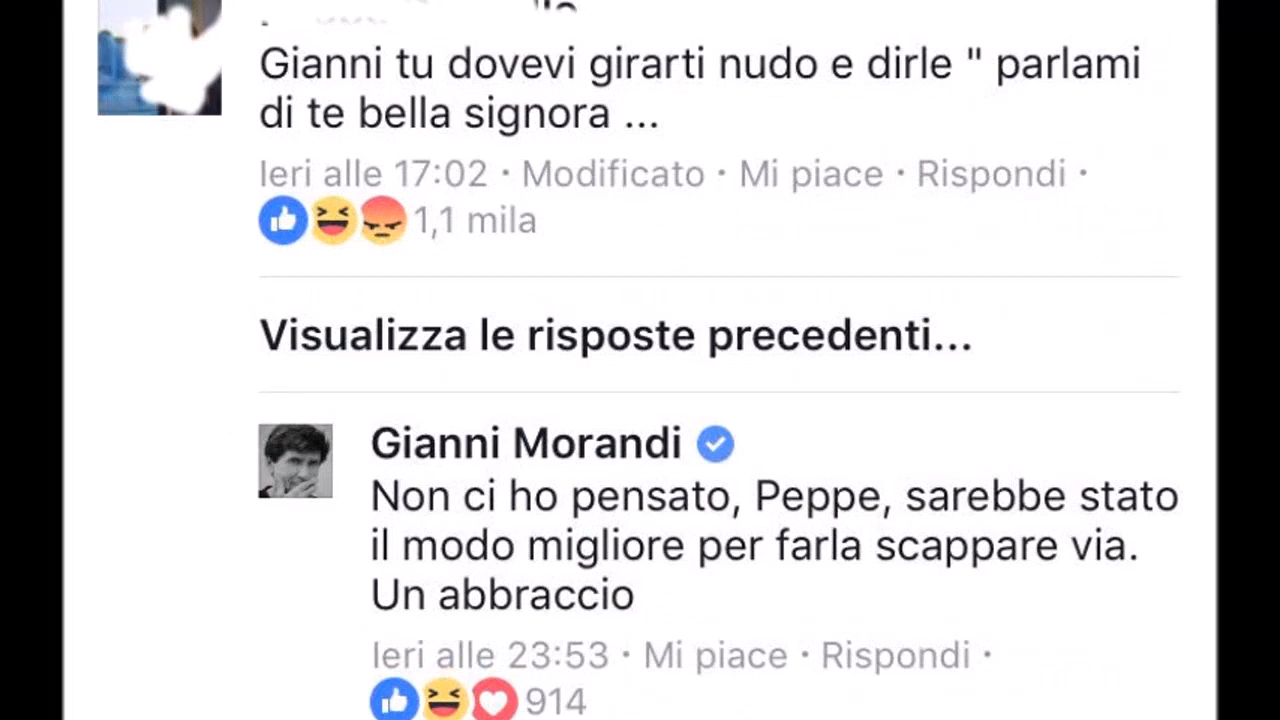 Gianni tu dovevi girarti nudo e dirle " parlami
di te bella signora ...
Ieri alle 17:02 · Modificato · Mi piace · Rispondi ·
1,1 mila
Visualizza le risposte precedenti...
Gianni Morandi
Non ci ho pensato, Peppe, sarebbe stato
il modo migliore per farla scappare via.
Un abbraccio
Ieri alle 23:53 · Mi piace · Rispondi ·
914